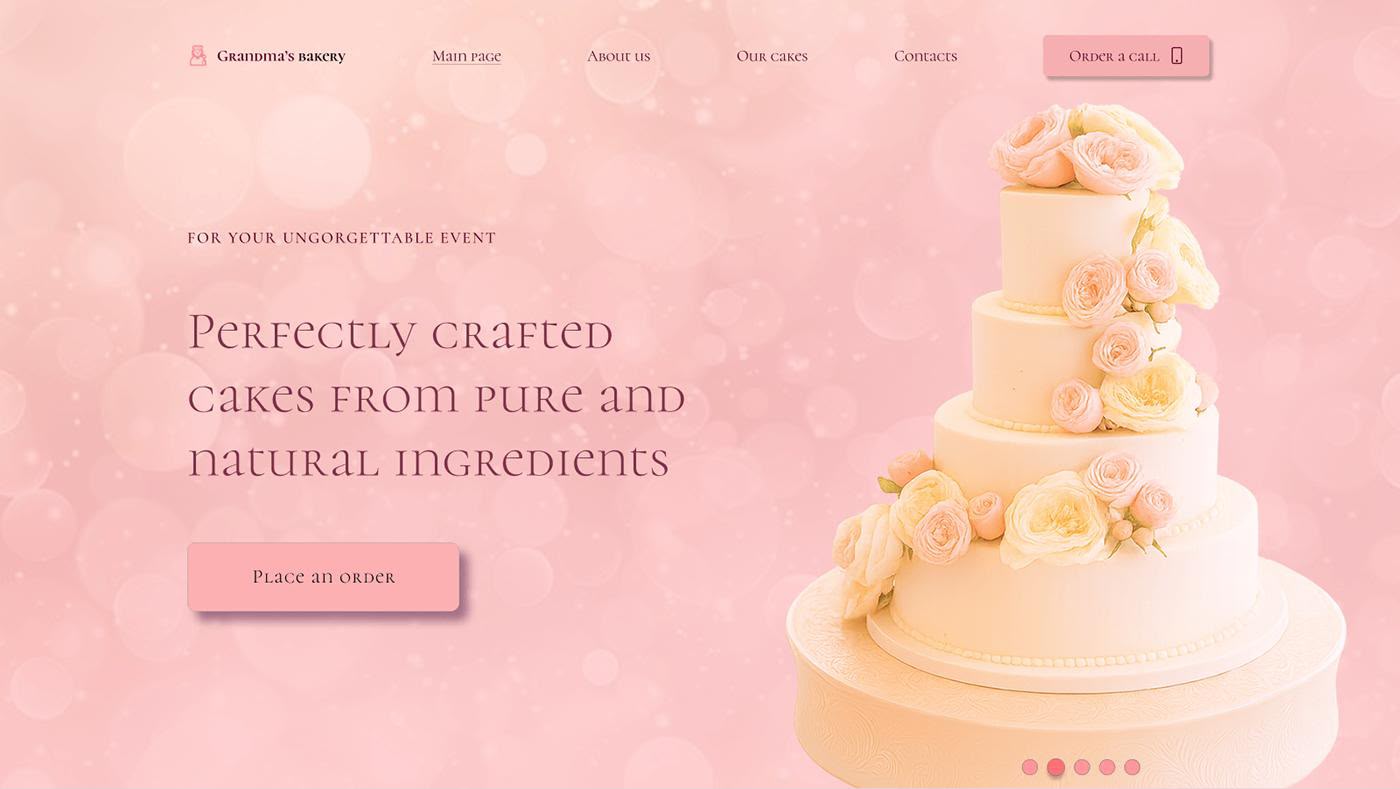 Grandma's bakery
Main page
About us
Our cakes
Contacts
Order a call
FOR YOUR UNGORGETTABLE EVENT
Perfectly crafted
cakes from pure and
natural ingredients
Place an order